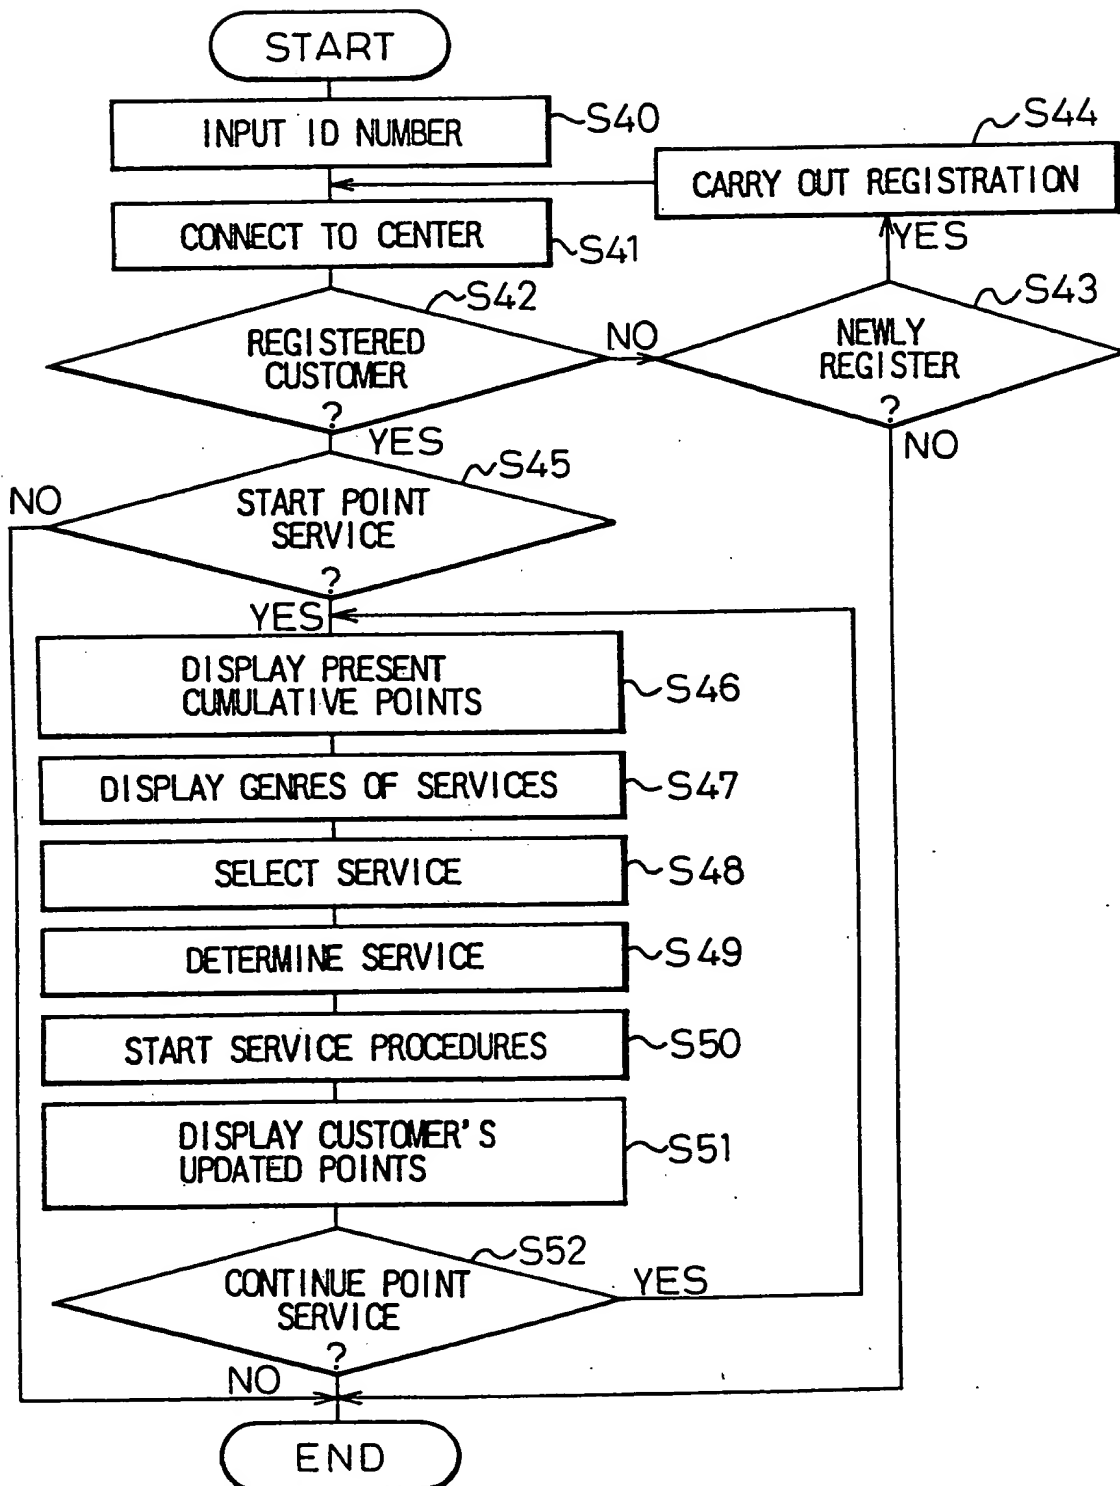 START
INPUT ID NUMBER
S40
S44
CARRY OUT REGISTRATION
CONNECT TO CENTER
S41
YES
S42
S43
REGISTERED
CUSTOMER
?
NO
NEWLY
REGISTER
?
YES
NO
S45
NO
START POINT
SERVICE
?
YES
DISPLAY PRESENT
CUMULATIVE POINTS
S46
DISPLAY GENRES OF SERVICES
S47
SELECT SERVICE
S48
DETERMINE SERVICE
S49
START SERVICE PROCEDURES
S50
DISPLAY CUSTOMER'S
UPDATED POINTS
S51
S52
CONTINUE POINT
SERVICE
?
YES
NO
END